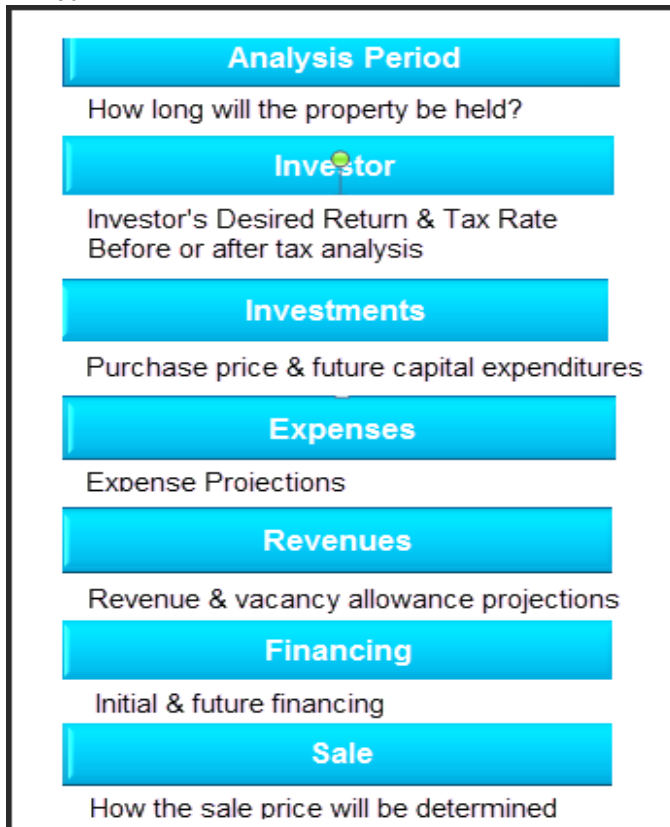 Analysis Period
How long will the property be held?
Investor
Investor's Desired Return & Tax Rate
Before or after tax analysis
Investments
Purchase price & future capital expenditures
Expenses
Expense Projections
Revenues
Revenue & vacancy allowance projections
Financing
Initial & future financing
Sale
How the sale price will be determined